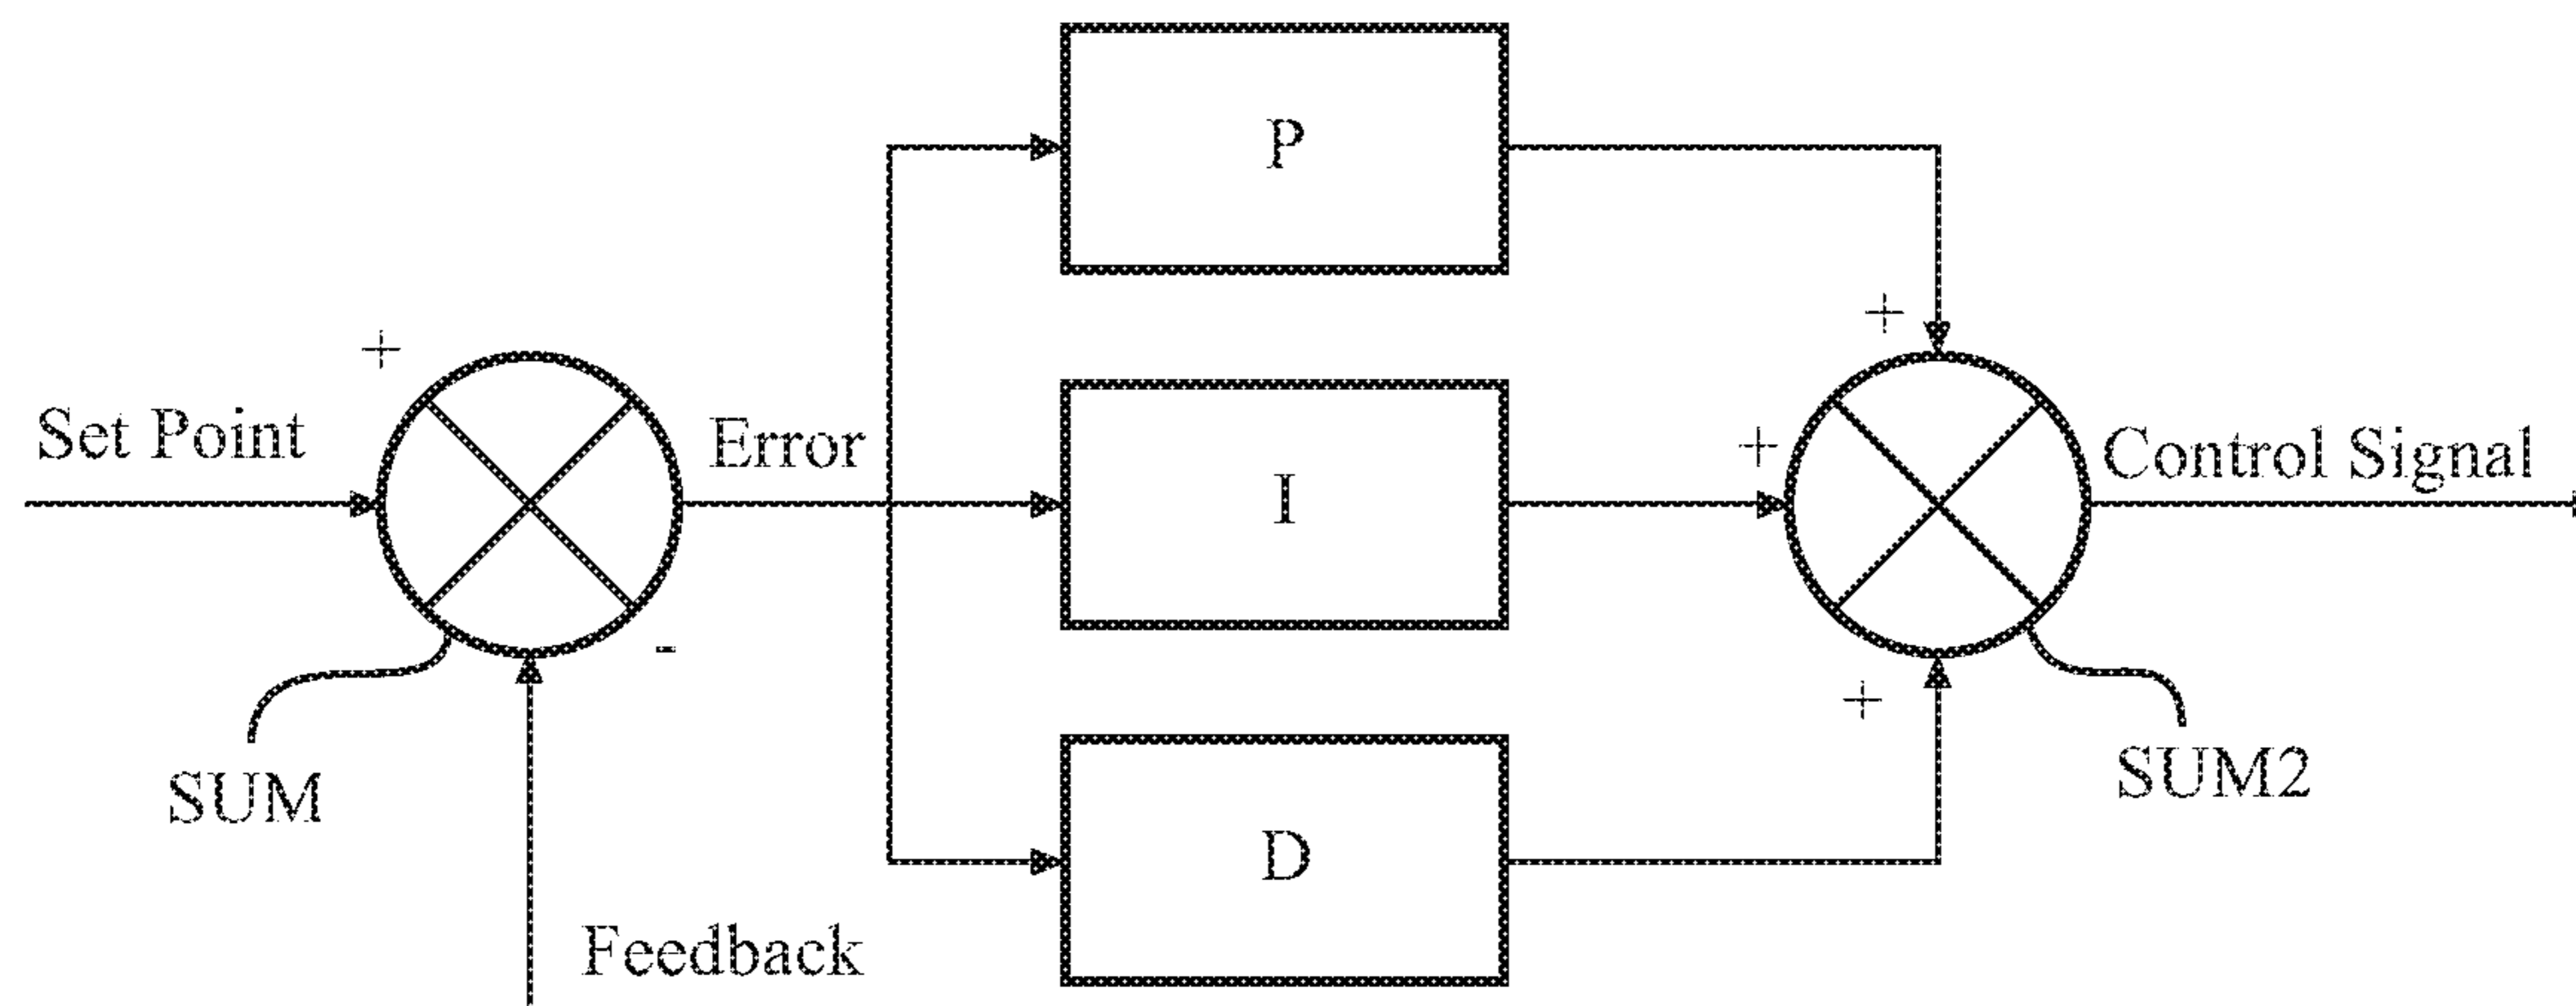 P
+
+
Set Point
Error
+
Control Signal
I
-
+
SUM
SUM2
D
Feedback